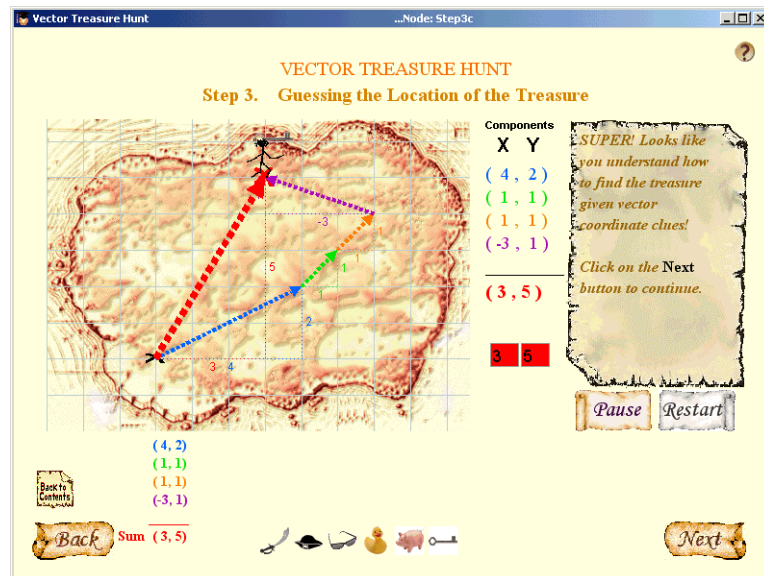 Vector Treasure Hunt ...Node: Step3c
?
VECTOR TREASURE HUNT
Step 3. Guessing the Location of the Treasure
Components
X Y
( 4 , 2 )
( 1 , 1 )
( 1 , 1 )
( -3 , 1 )
( 3 , 5 )
3 5
SUPER! Looks like
you understand how
to find the treasure
given vector
coordinate clues!
Click on the Next
button to continue.
Pause Restart
-3
1
1
1
1
5
2
3 4
( 4, 2)
( 1, 1)
( 1, 1)
(-3, 1)
Sum ( 3, 5)
Back to
Contents
Back
Next